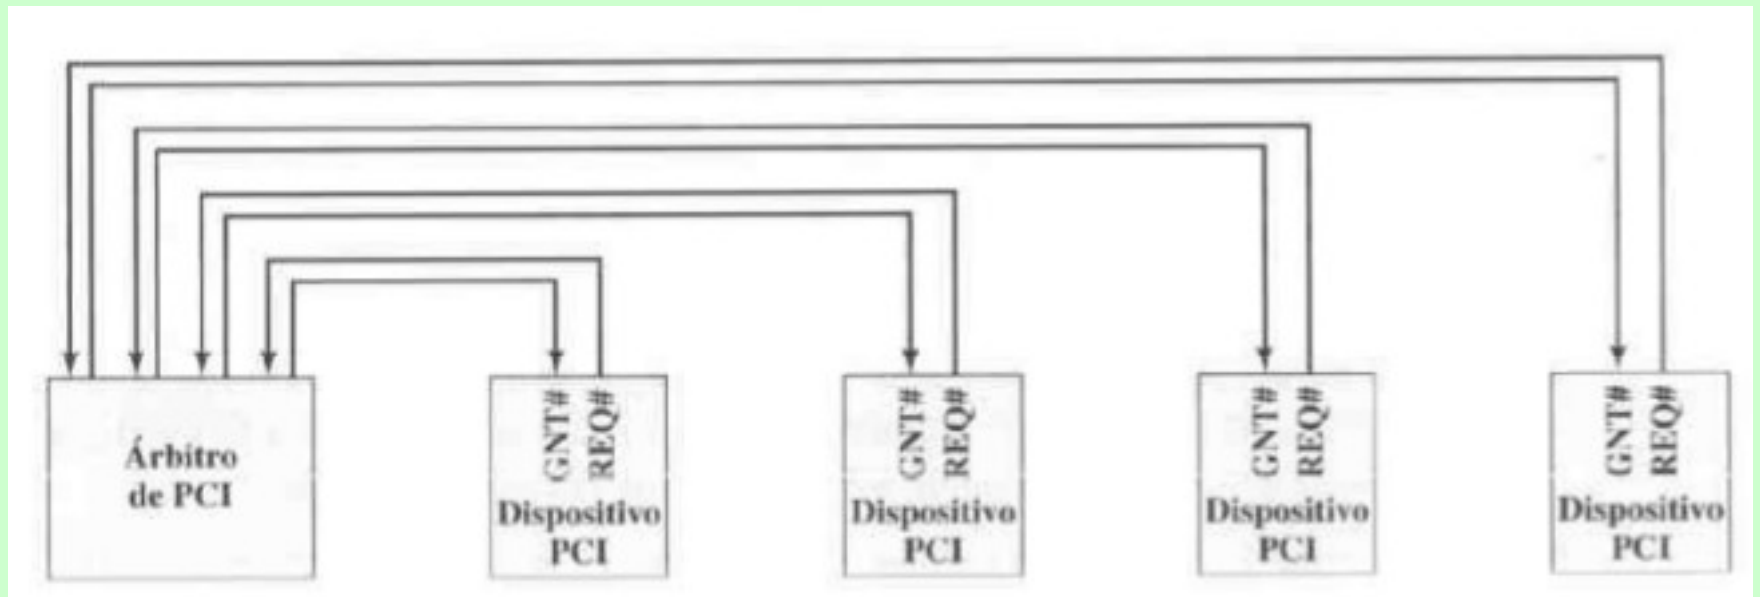 Árbitro
de PCI
GNT#
REQ#
Dispositivo
PCI
GNT#
REQ#
Dispositivo
PCI
GNT#
REQ#
Dispositivo
PCI
GNT#
REQ#
Dispositivo
PCI